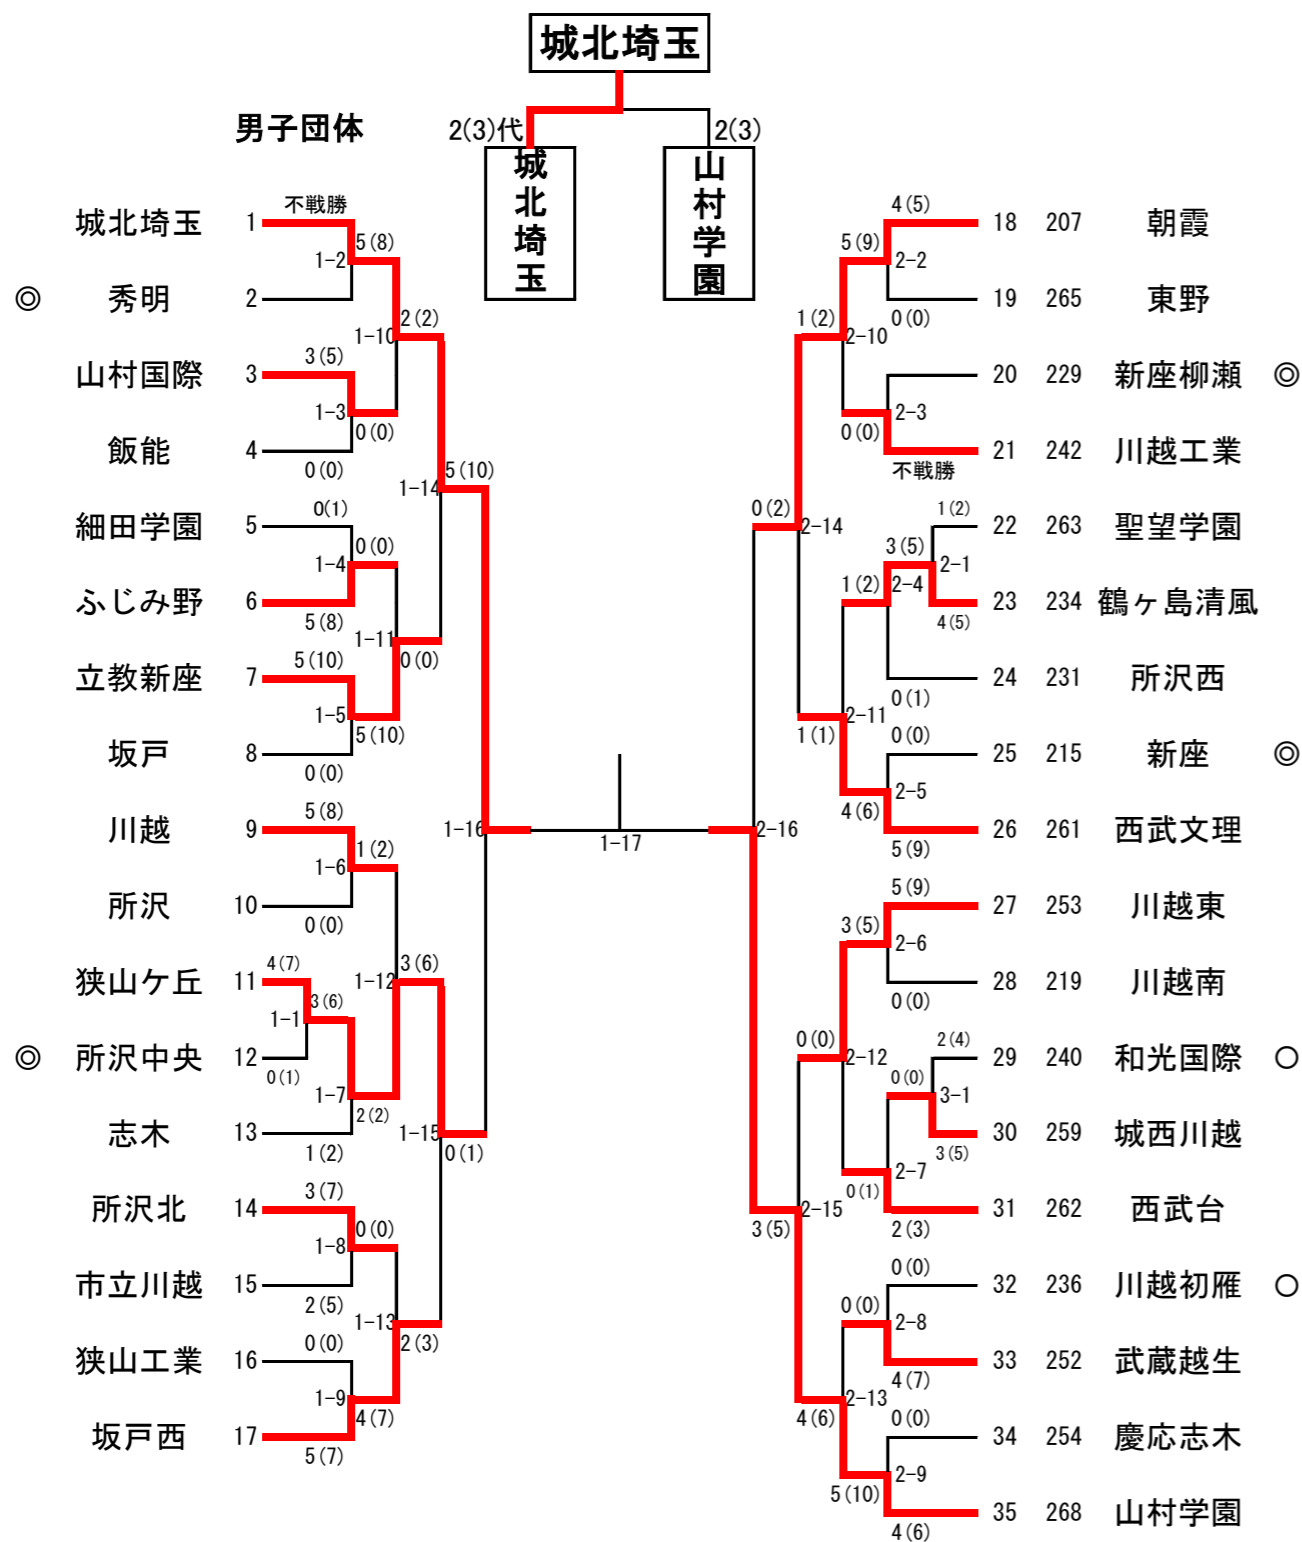 城北埼玉
男子団体
2(3)代
2(3)
城北埼玉
山村学園
城北埼玉 1 不戦勝
5(8)
1-2
◎ 秀明 2
2(2)
1-10
山村国際 3 3(5)
1-3
0(0)
飯能 4 0(0)
5(10)
1-14
細田学園 5 0(1)
0(0)
1-4
ふじみ野 6 5(8)
1-11
0(0)
立教新座 7 5(10)
1-5
5(10)
坂戸 8 0(0)
1-16
川越 9 5(8)
1(2)
1-6
所沢 10 0(0)
3(6)
1-12
狭山ケ丘 11 4(7)
3(6)
1-1
◎ 所沢中央 12 0(1)
1-7
2(2)
志木 13 1(2)
1-15
0(1)
所沢北 14 3(7)
0(0)
1-8
市立川越 15 2(5)
1-13
2(3)
狭山工業 16 0(0)
1-9
4(7)
坂戸西 17 5(7)
1-17
4(5) 18 207 朝霞
5(9)
2-2
19 265 東野
0(0)
1(2)
2-10
20 229 新座柳瀬 ◎
2-3
0(0)
21 242 川越工業
不戦勝
0(2)
2-14
1(2) 22 263 聖望学園
3(5)
2-1
1(2)
2-4
23 234 鶴ヶ島清風
4(5)
24 231 所沢西
0(1)
2-11
1(1)
0(0) 25 215 新座 ◎
2-5
4(6)
26 261 西武文理
5(9)
2-16
5(9) 27 253 川越東
3(5)
2-6
28 219 川越南
0(0)
0(0)
2-12
2(4) 29 240 和光国際 ○
0(0)
3-1
30 259 城西川越
3(5)
2-7
0(1)
31 262 西武台
2(3)
2-15
3(5)
0(0) 32 236 川越初雁 ○
0(0)
2-8
33 252 武蔵越生
4(7)
2-13
4(6)
0(0) 34 254 慶応志木
2-9
5(10)
35 268 山村学園
4(6)